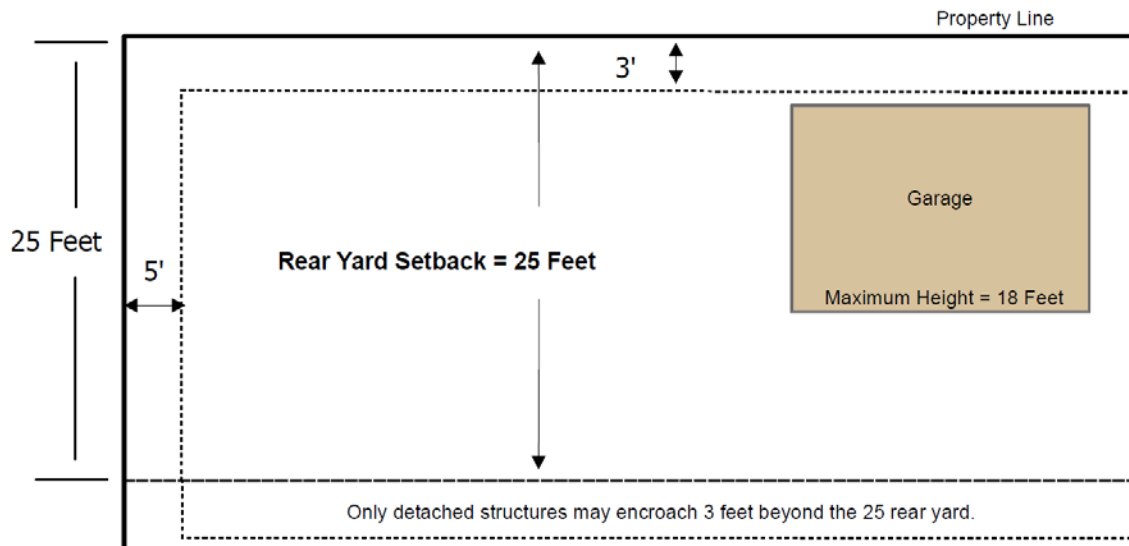 Property Line
3'
Garage
25 Feet
5'
Rear Yard Setback = 25 Feet
Maximum Height = 18 Feet
Only detached structures may encroach 3 feet beyond the 25 rear yard.